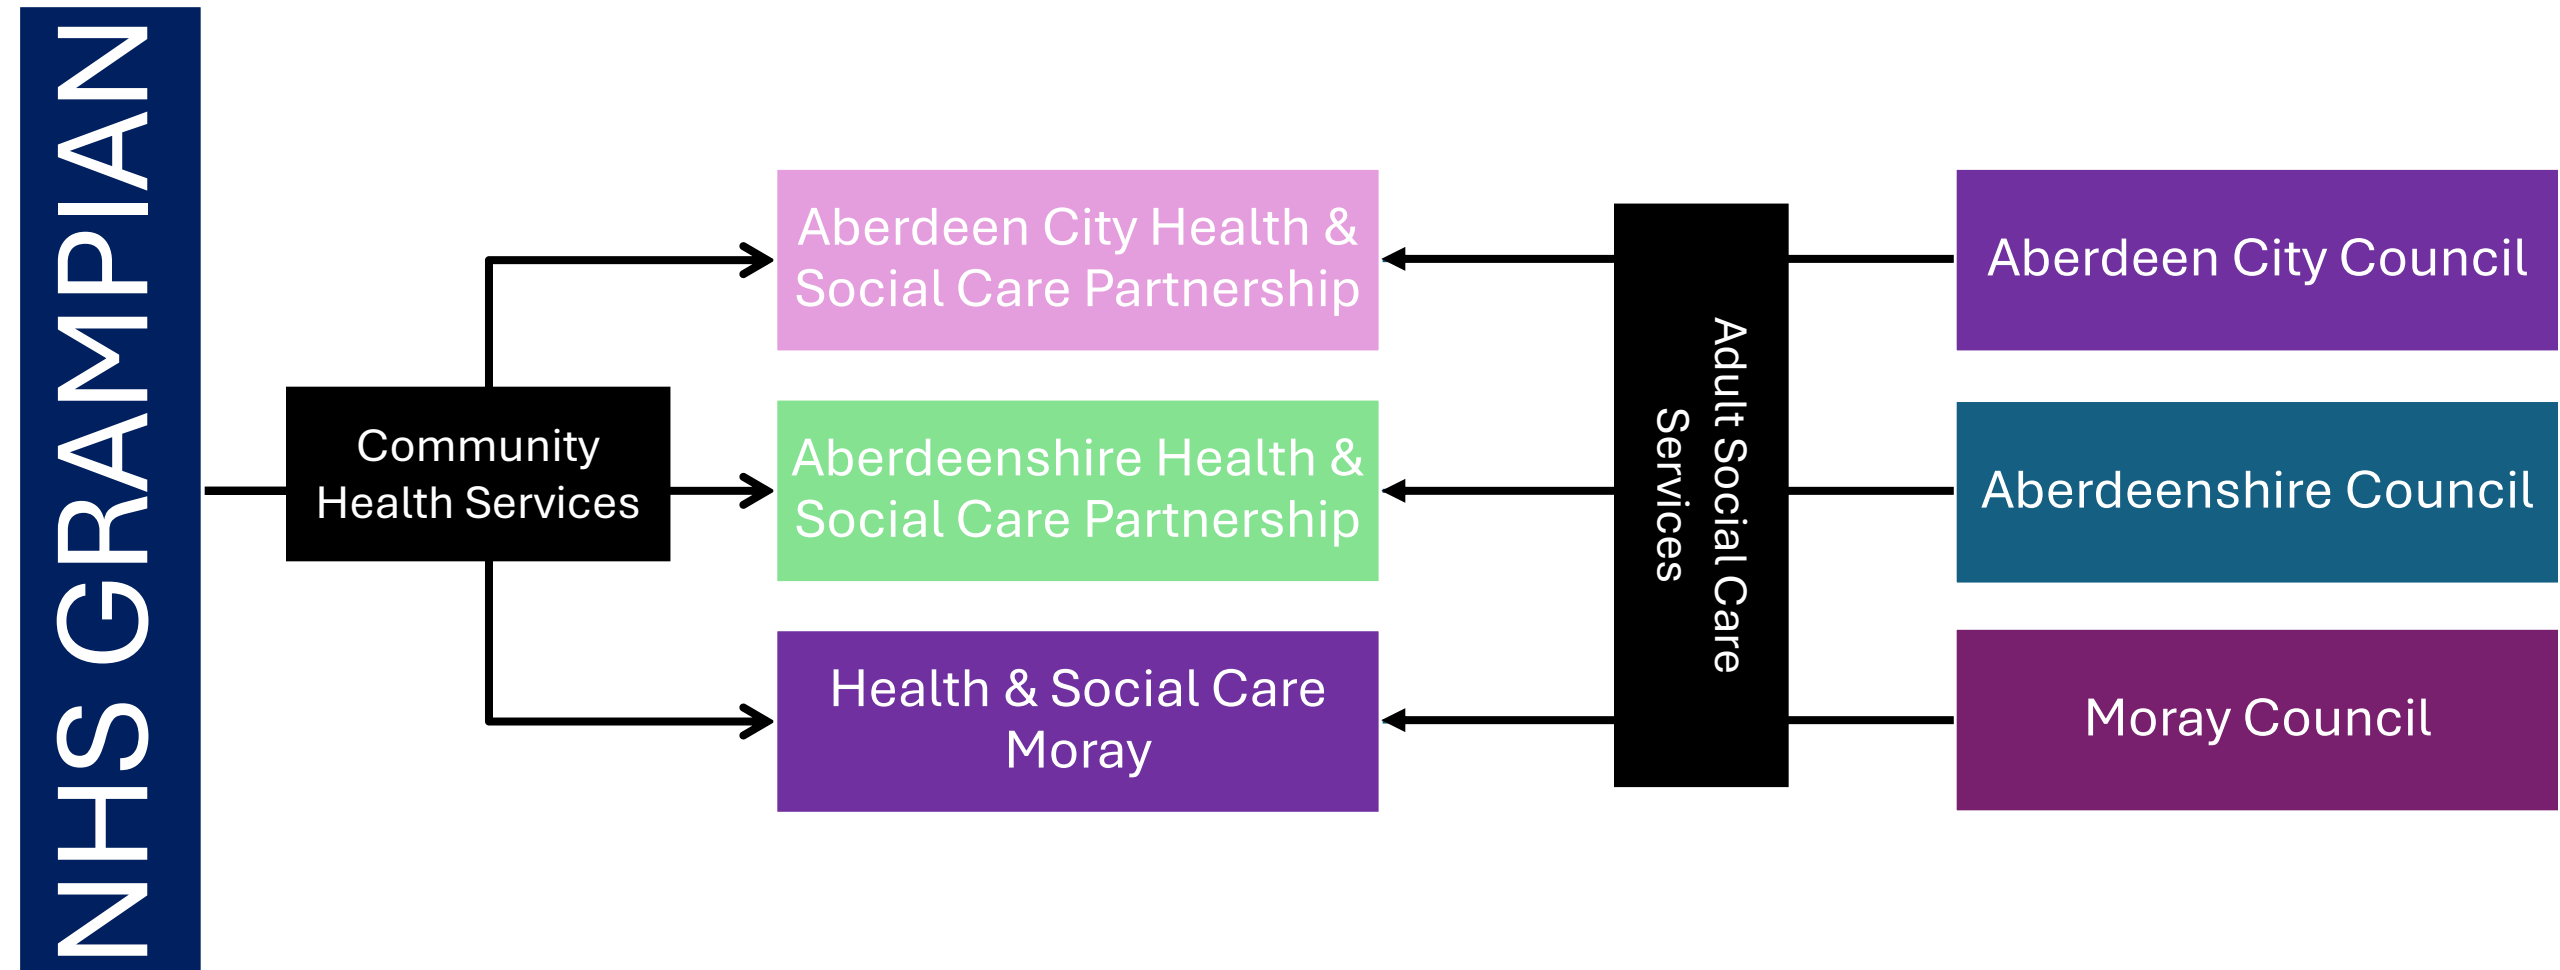 NHS GRAMPIAN
Community
Health Services
Aberdeen City Health &
Social Care Partnership
Aberdeenshire Health &
Social Care Partnership
Health & Social Care
Moray
Adult Social Care
Services
Aberdeen City Council
Aberdeenshire Council
Moray Council